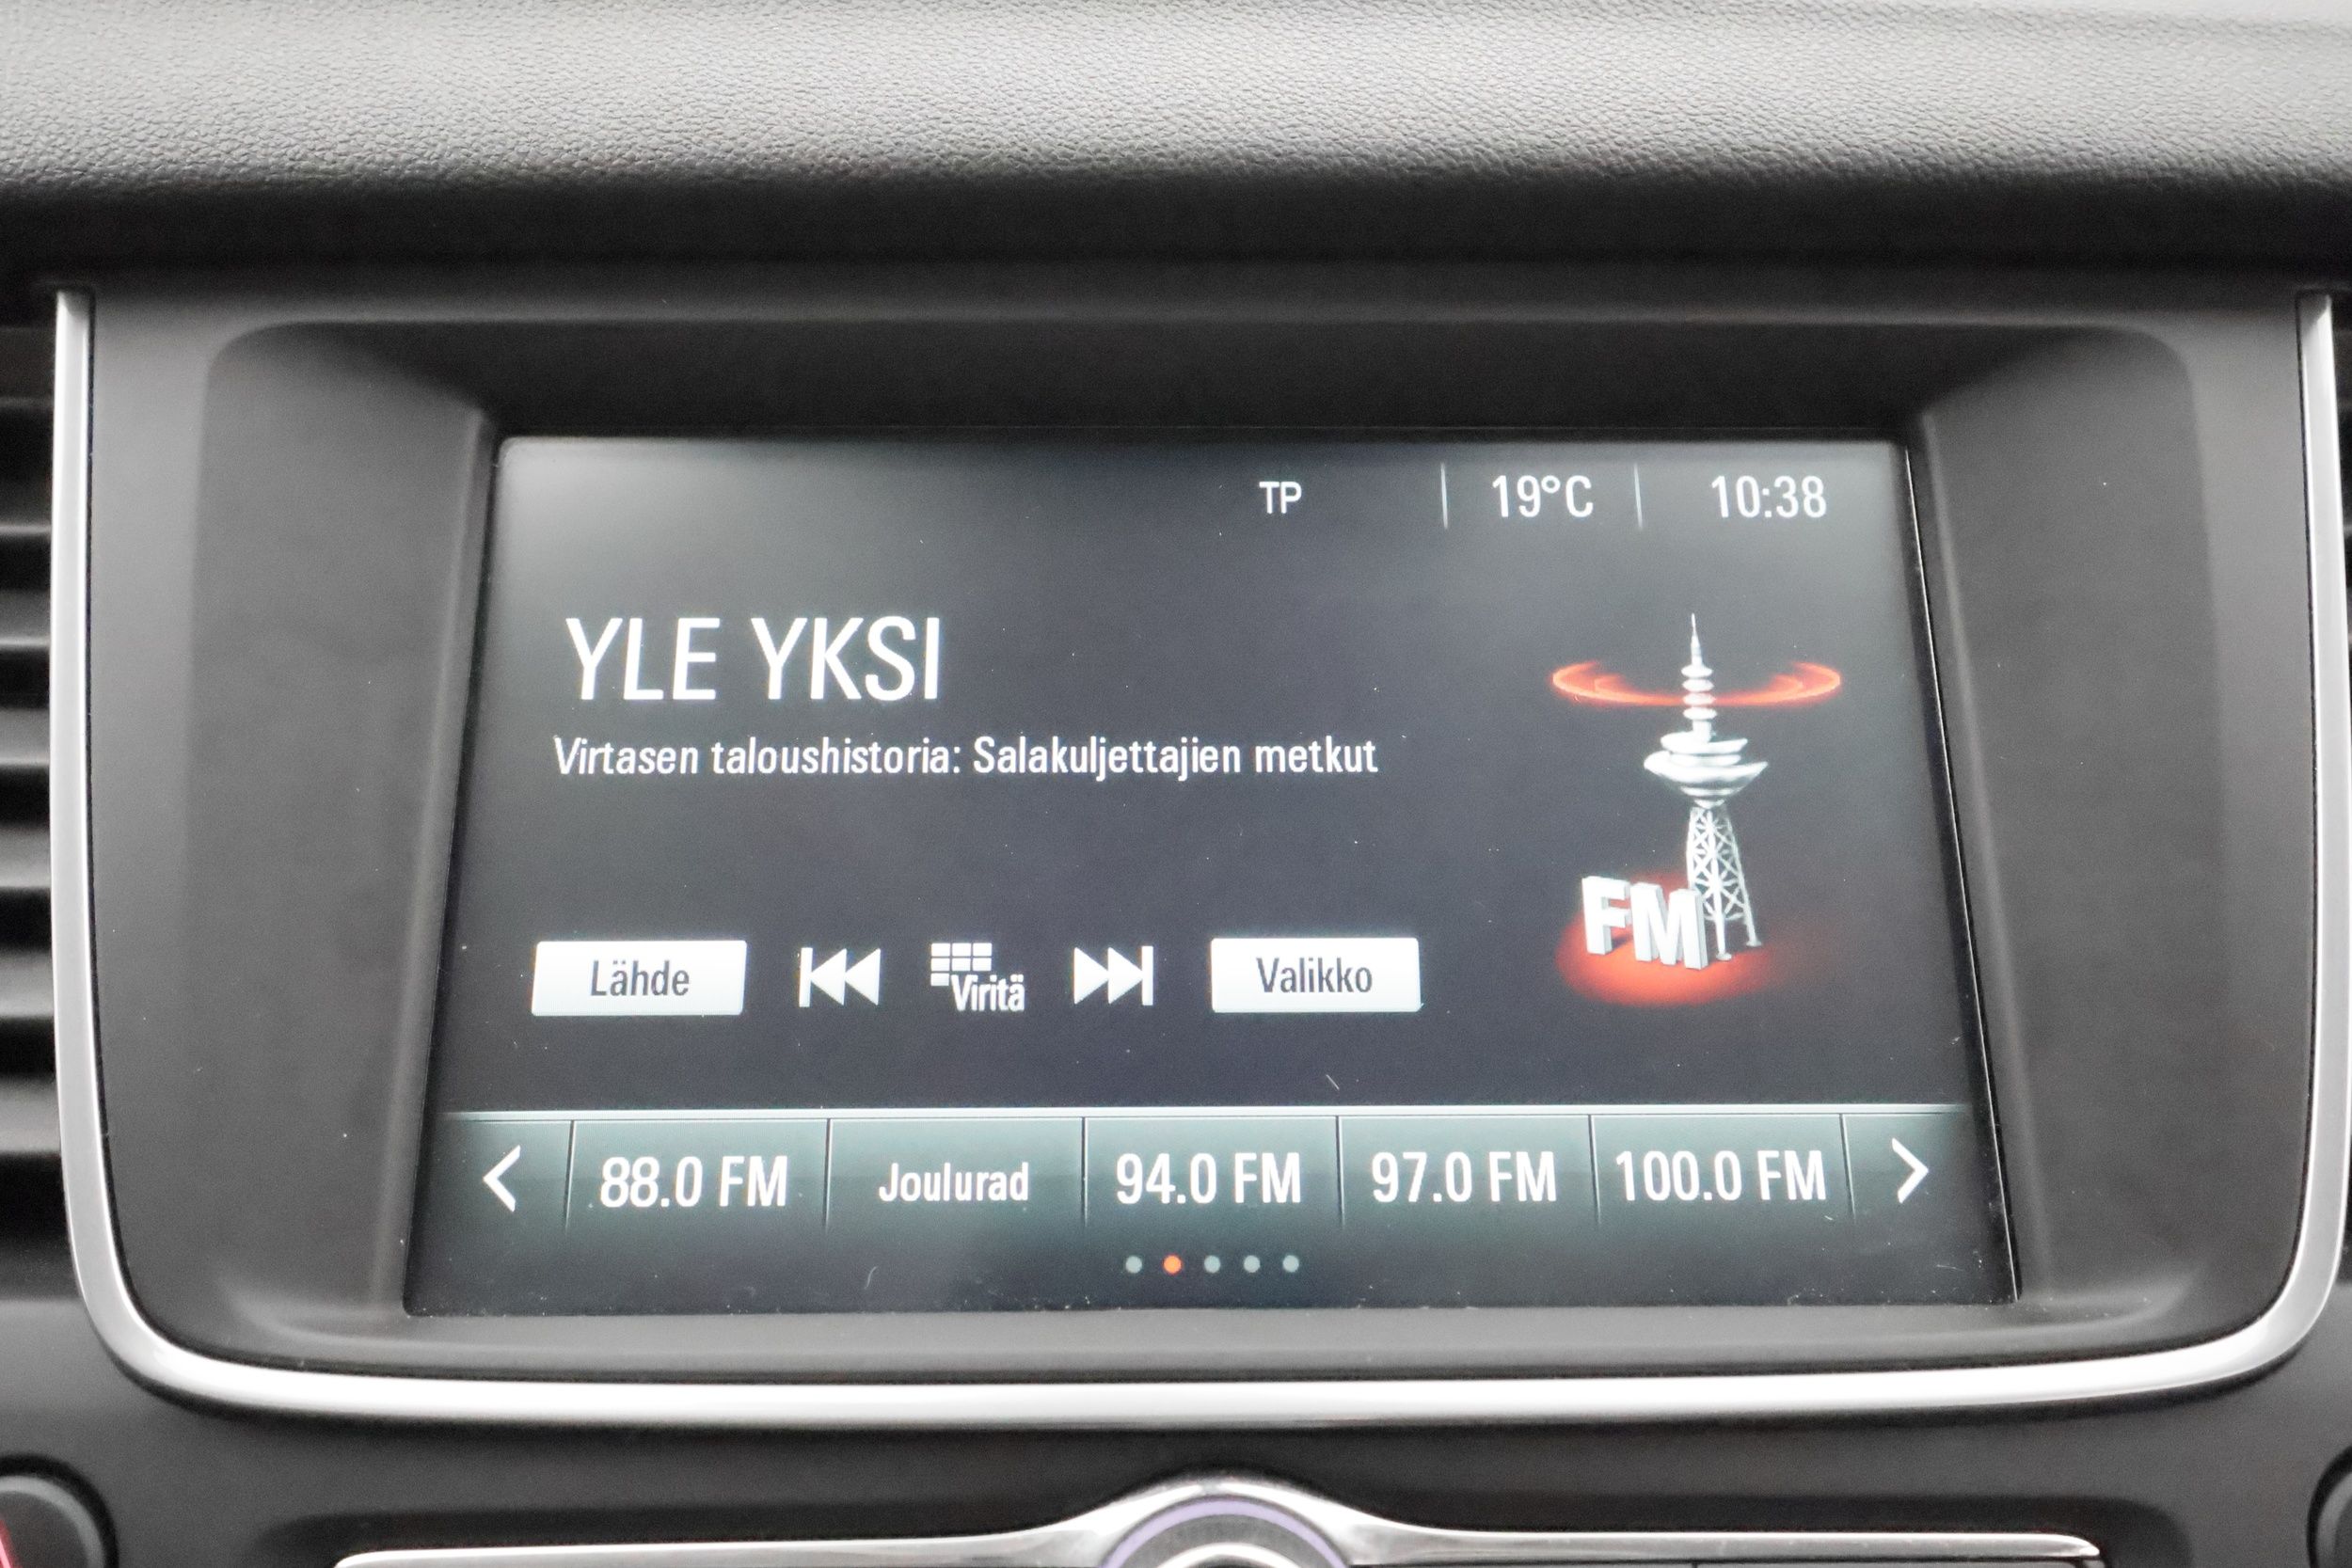 TP 19°C 10:38
YLE YKSI
Virtasen taloushistoria: Salakuljettajien metkut
FM
Lähde Viritä Valikko
88.0 FM Joulurad 94.0 FM 97.0 FM 100.0 FM